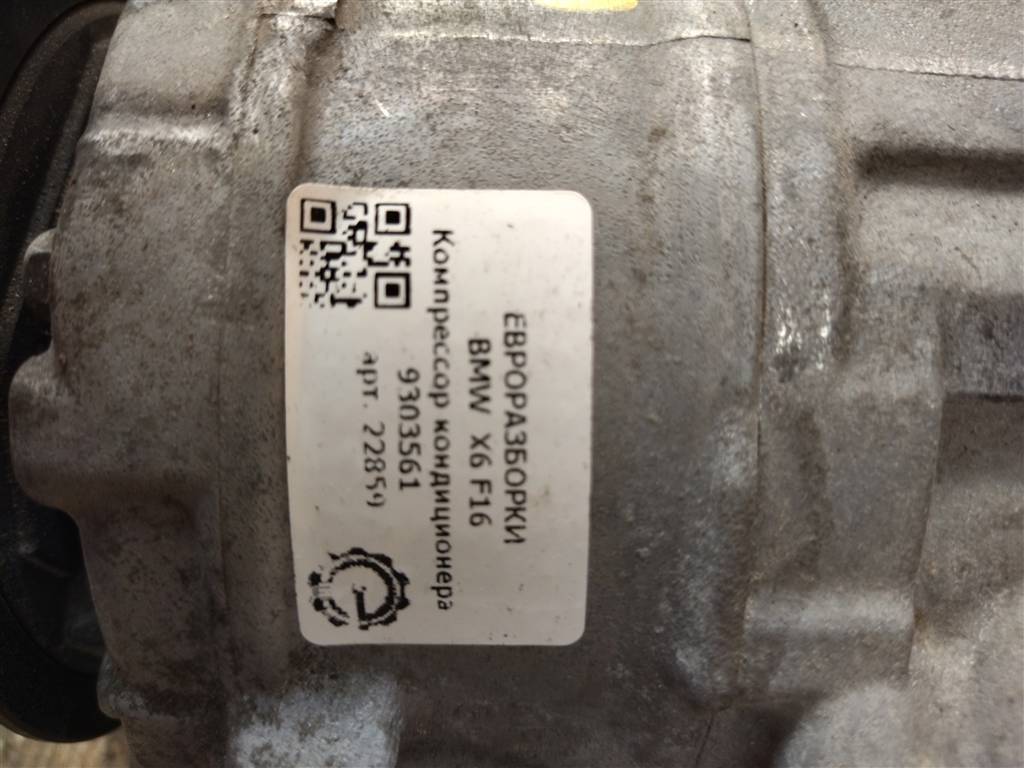 ЕВРОРАЗБОРКИ
BMW X6 F16
Компрессор кондиционера
9303561
арт. 22859